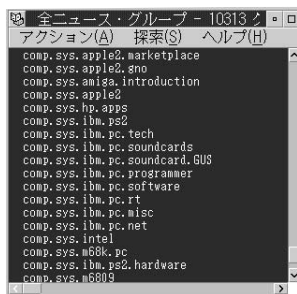 全ニュース・グループ - 10313
アクション(A) 探索(S) ヘルプ(H)
comp.sys.apple2.marketplace
comp.sys.apple2.gno
comp.sys.amiga.introduction
comp.sys.apple2
comp.sys.hp.apps
comp.sys.ibm.ps2
comp.sys.ibm.pc.tech
comp.sys.ibm.pc.soundcards
comp.sys.ibm.pc.soundcard.GUS
comp.sys.ibm.pc.programmer
comp.sys.ibm.pc.software
comp.sys.ibm.pc.rt
comp.sys.ibm.pc.misc
comp.sys.ibm.pc.net
comp.sys.intel
comp.sys.m68k.pc
comp.sys.ibm.ps2.hardware
comp.sys.m6809